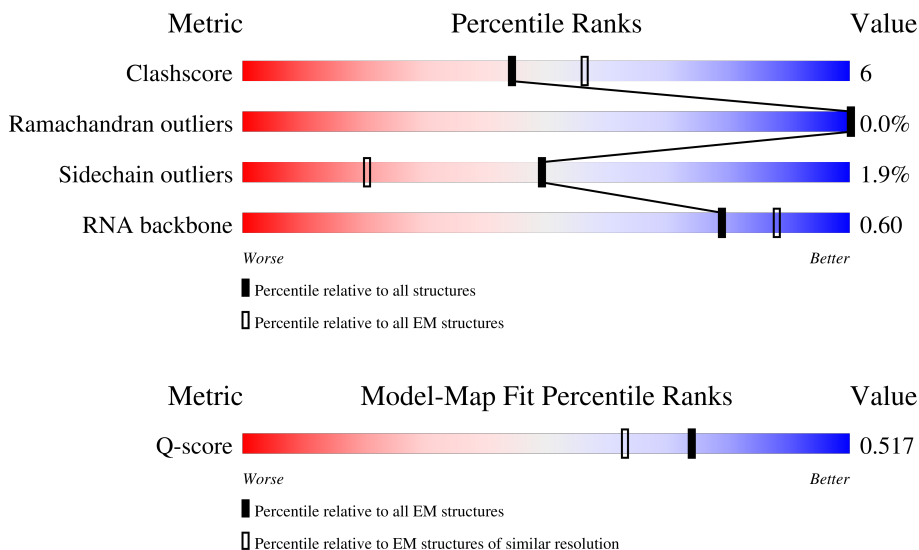 Metric Percentile Ranks Value
Clashscore 6
Ramachandran outliers 0.0%
Sidechain outliers 1.9%
RNA backbone 0.60
Worse Better
Percentile relative to all structures
Percentile relative to all EM structures
Metric Model-Map Fit Percentile Ranks Value
Q-score 0.517
Worse Better
Percentile relative to all EM structures
Percentile relative to EM structures of similar resolution